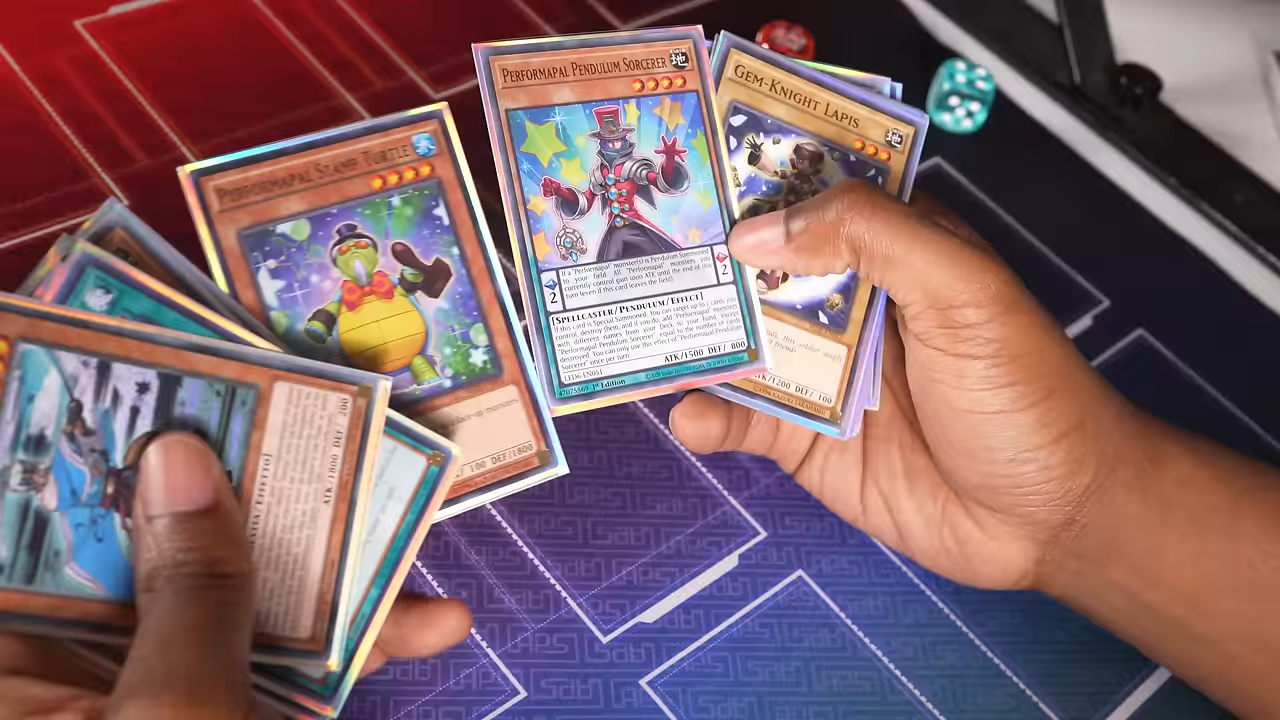 PERFORMAPAL STAMP TURTLE
100 DEF/1800
PERFORMAPAL PENDULUM SORCERER
If a "Performapal" monster(s) is Pendulum Summoned
to your field: All "Performapal" monsters you
currently control gain 1000 ATK until the end of this
turn (even if this card leaves the field).
2
2
[SPELLCASTER/PENDULUM/EFFECT]
If this card is Special Summoned: You can target up to 2 cards you
control; destroy them, and if you do, add "Performapal" monsters
with different names from your Deck to your hand, except
"Performapal Pendulum Sorcerer", equal to the number of cards
destroyed. You can only use this effect of "Performapal Pendulum
Sorcerer" once per turn.
ATK/1500 DEF/ 800
LED6-EN051
47075569 1st Edition
GEM-KNIGHT LAPIS
ATK/1200 DEF/ 100
ATK/1800 DEF/ 200